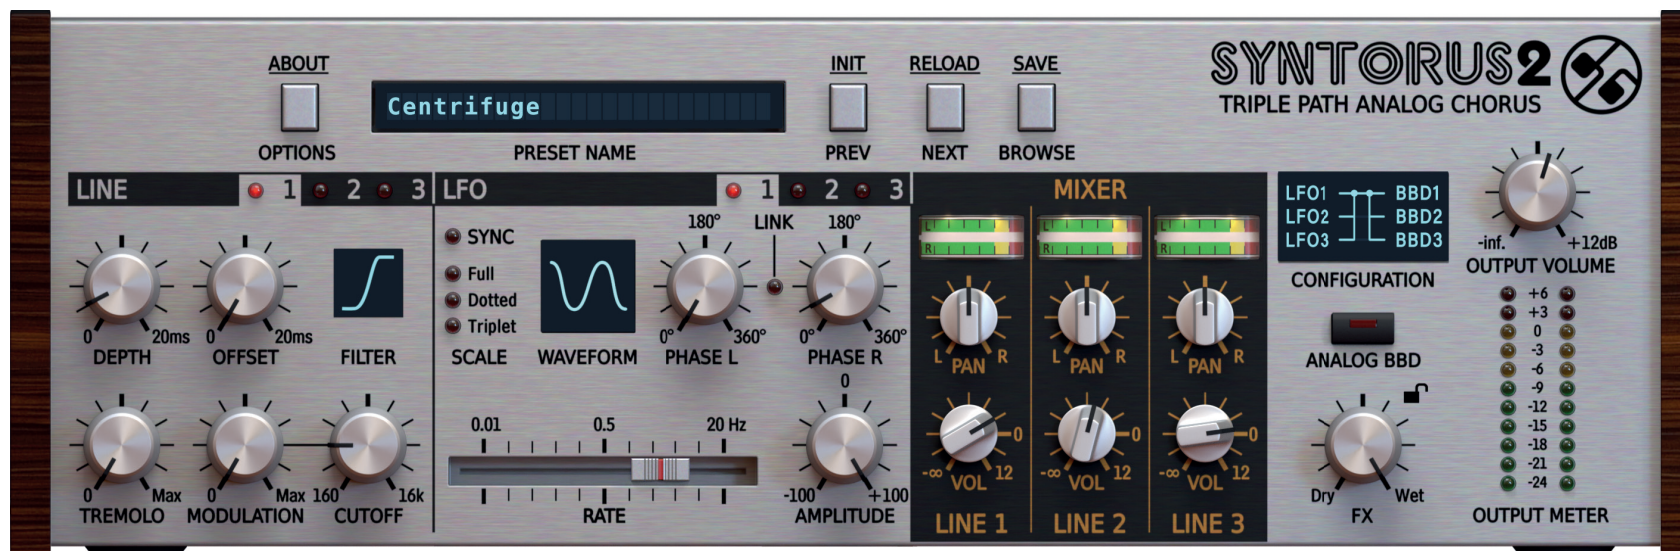 SYNTORUS2
TRIPLE PATH ANALOG CHORUS
ABOUT
OPTIONS
Centrifuge
PRESET NAME
INIT
PREV
RELOAD
NEXT
SAVE
BROWSE
LINE 1 2 3
0 20ms
DEPTH
0 20ms
OFFSET
FILTER
0 Max
TREMOLO
0 Max
MODULATION
160 16k
CUTOFF
LFO 1 2 3
SYNC
Full
Dotted
Triplet
SCALE
WAVEFORM
180°
0° 360°
PHASE L
LINK
180°
0° 360°
PHASE R
0.01 0.5 20 Hz
RATE
0
-100 +100
AMPLITUDE
MIXER
L
R
L R
PAN
0
-∞ 12
VOL
LINE 1
L
R
L R
PAN
0
-∞ 12
VOL
LINE 2
L
R
L R
PAN
0
-∞ 12
VOL
LINE 3
LFO1 BBD1
LFO2 BBD2
LFO3 BBD3
CONFIGURATION
ANALOG BBD
Dry Wet
FX
-inf. +12dB
OUTPUT VOLUME
+6
+3
0
-3
-6
-9
-12
-15
-18
-21
-24
OUTPUT METER